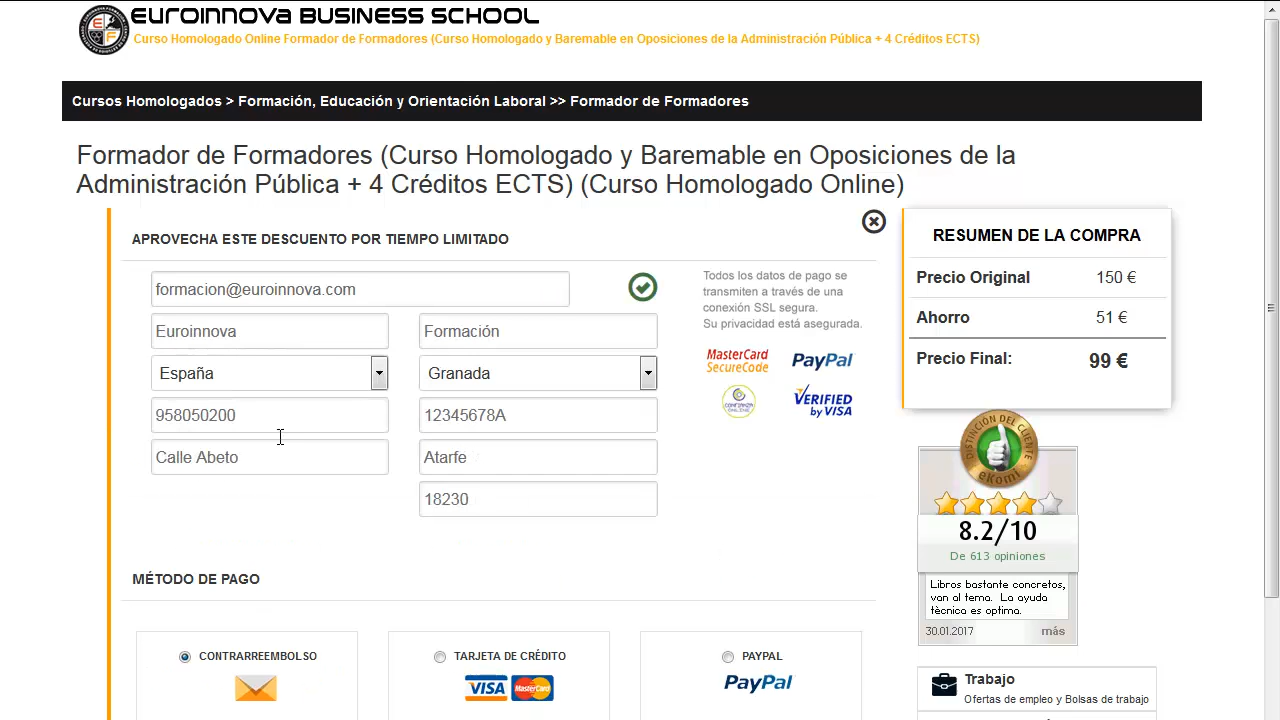 EUROINNOVA BUSINESS SCHOOL
Curso Homologado Online Formador de Formadores (Curso Homologado y Baremable en Oposiciones de la Administración Pública + 4 Créditos ECTS)
Cursos Homologados > Formación, Educación y Orientación Laboral >> Formador de Formadores
Formador de Formadores (Curso Homologado y Baremable en Oposiciones de la
Administración Pública + 4 Créditos ECTS) (Curso Homologado Online)
APROVECHA ESTE DESCUENTO POR TIEMPO LIMITADO
formacion@euroinnova.com
Euroinnova
Formación
España
Granada
958050200
12345678A
Calle Abeto
Atarfe
18230
Todos los datos de pago se
transmiten a través de una
conexión SSL segura.
Su privacidad está asegurada.
MasterCard
SecureCode
PayPal
CONFIANZA
ONLINE
VERIFIED
by VISA
RESUMEN DE LA COMPRA
Precio Original 150 €
Ahorro 51 €
Precio Final: 99 €
DISTINCIÓN DEL CLIENTE
eKomi
8.2/10
De 613 opiniones
Libros bastante concretos,
van al tema. La ayuda
tècnica es optima.
30.01.2017 más
MÉTODO DE PAGO
CONTRARREEMBOLSO
TARJETA DE CRÉDITO
VISA MasterCard
PAYPAL
PayPal
Trabajo
Ofertas de empleo y Bolsas de trabajo